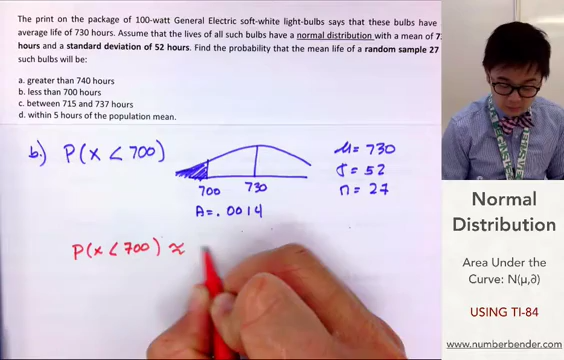 The print on the package of 100-watt General Electric soft-white light-bulbs says that these bulbs have
average life of 730 hours. Assume that the lives of all such bulbs have a normal distribution with a mean of 7
hours and a standard deviation of 52 hours. Find the probability that the mean life of a random sample 27
such bulbs will be:
a. greater than 740 hours
b. less than 700 hours
c. between 715 and 737 hours
d. within 5 hours of the population mean.
b.) P(x < 700)
700 730
A=.0014
μ=730
σ=52
n=27
P(x < 700) ≈
Normal
Distribution
Area Under the
Curve: N(μ,∂)
USING TI-84
www.numberbender.com